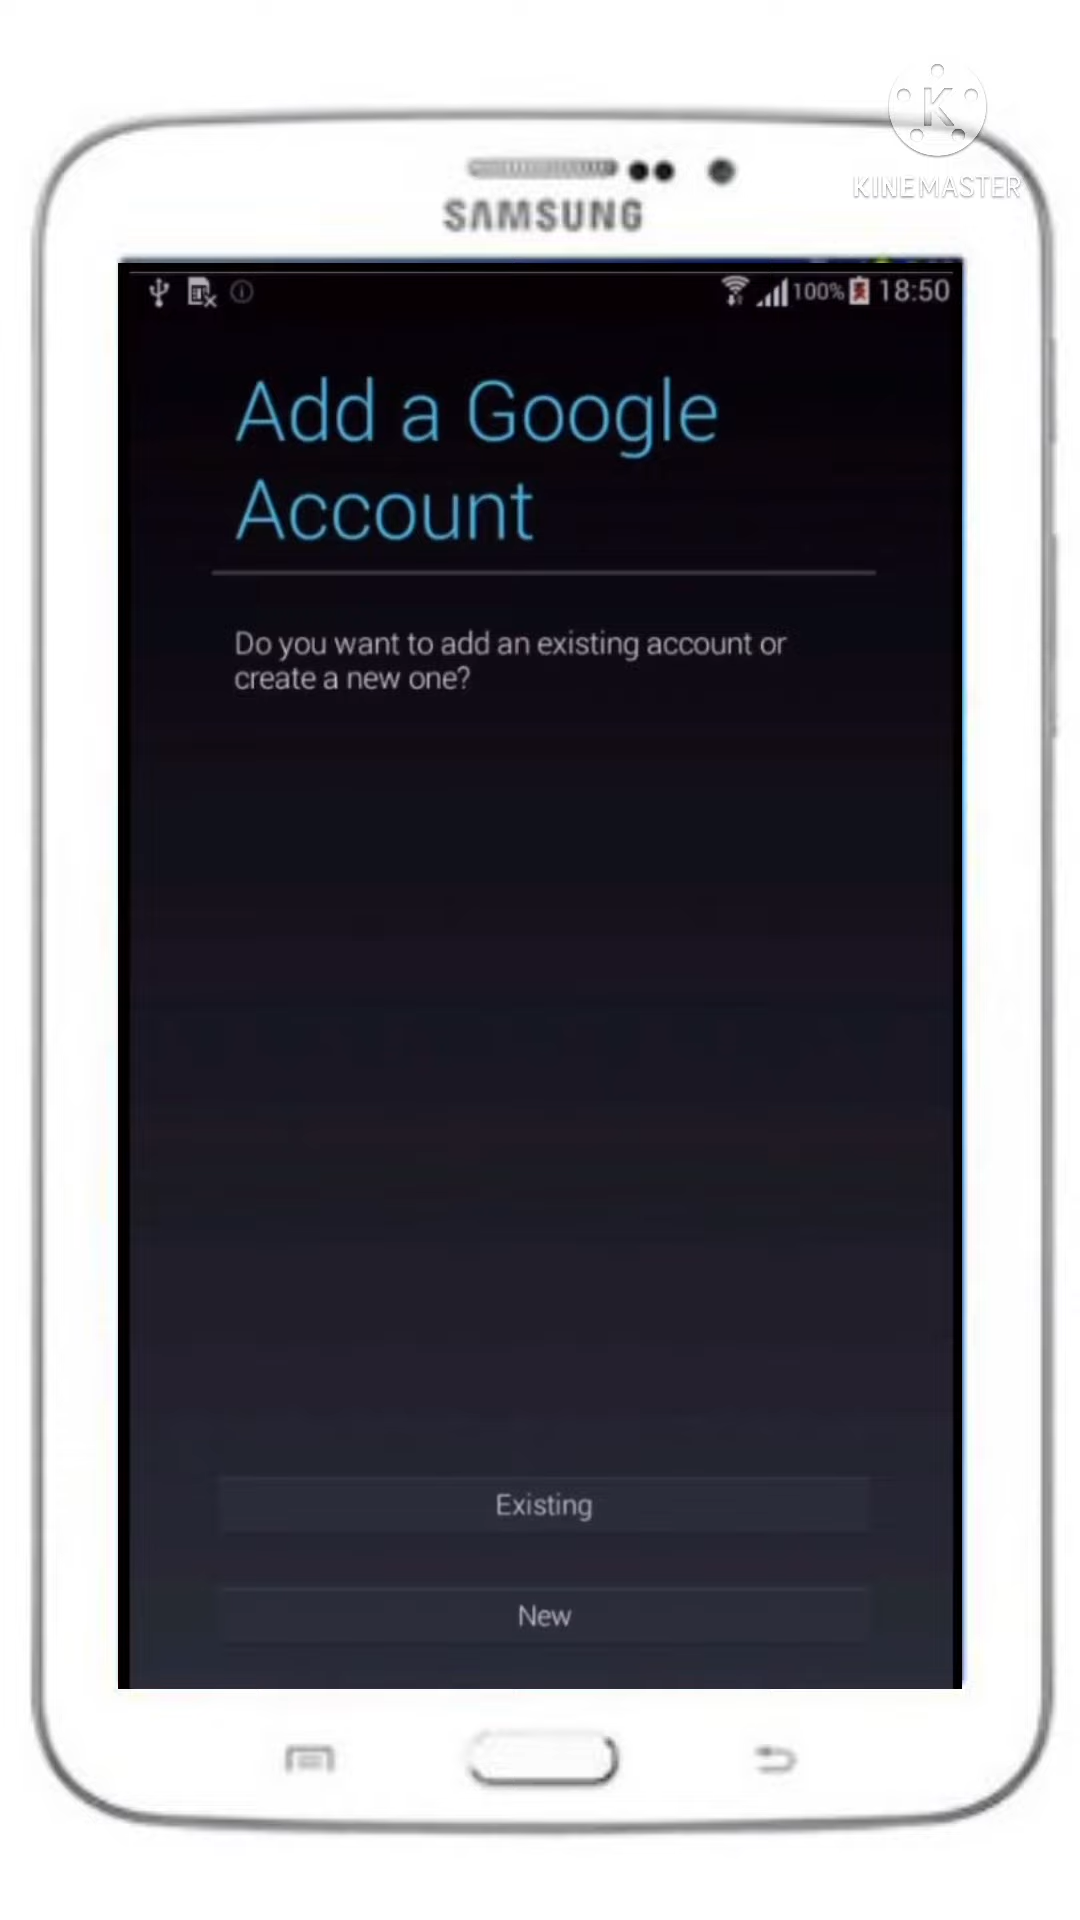 K
KINEMASTER
SAMSUNG
100% 18:50
Add a Google
Account
Do you want to add an existing account or
create a new one?
Existing
New